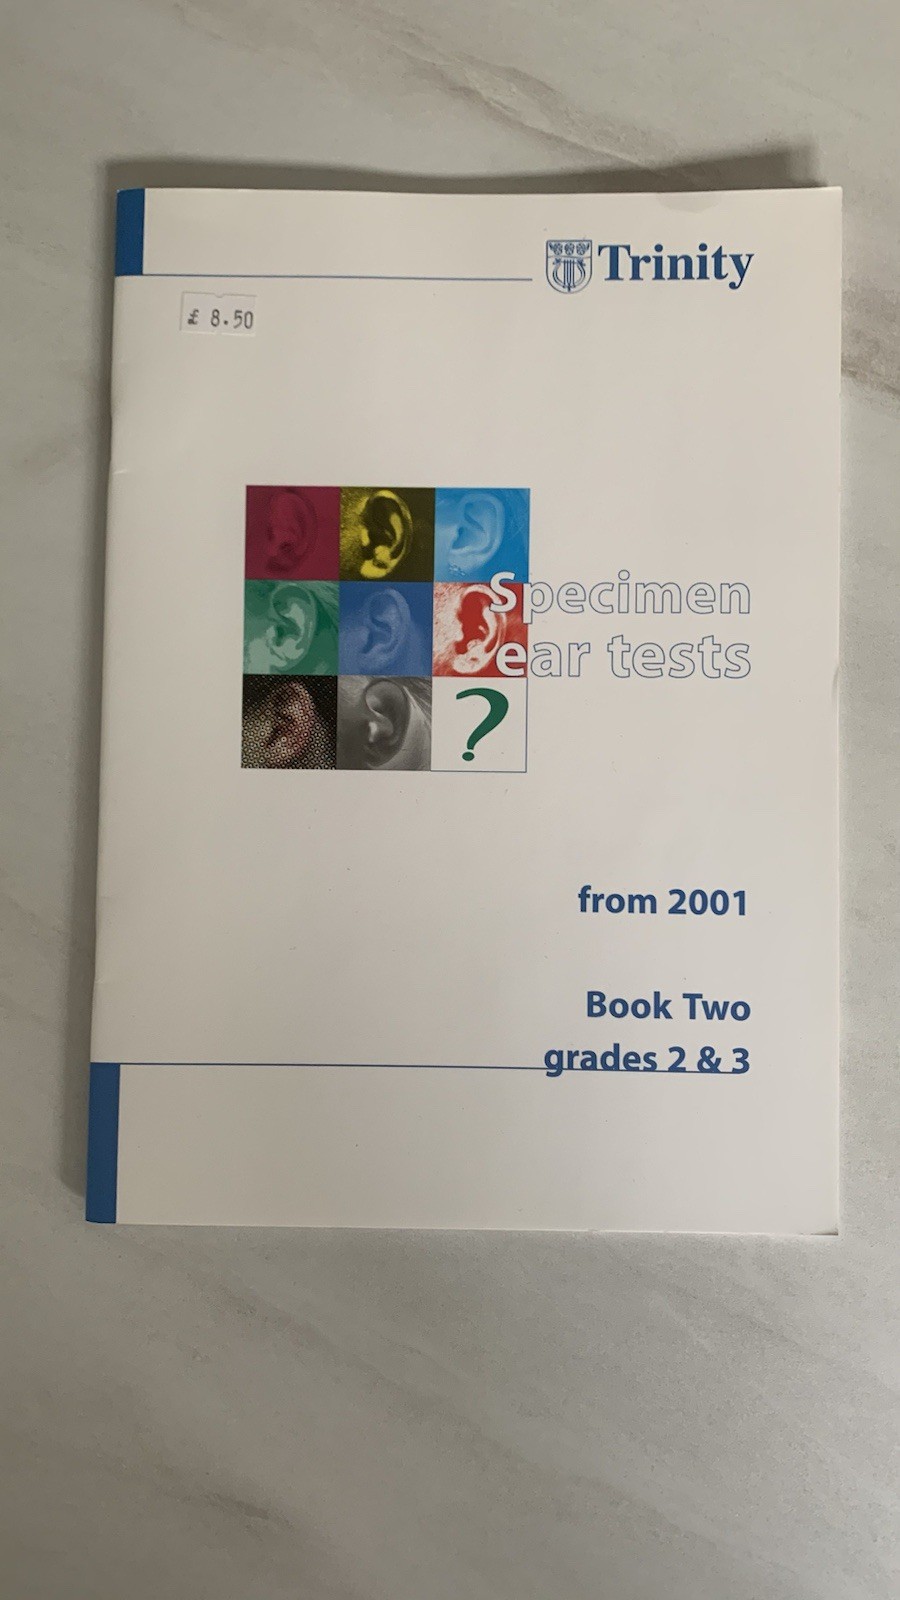 Trinity
£ 8.50
Specimen
ear tests
?
from 2001
Book Two
grades 2 & 3